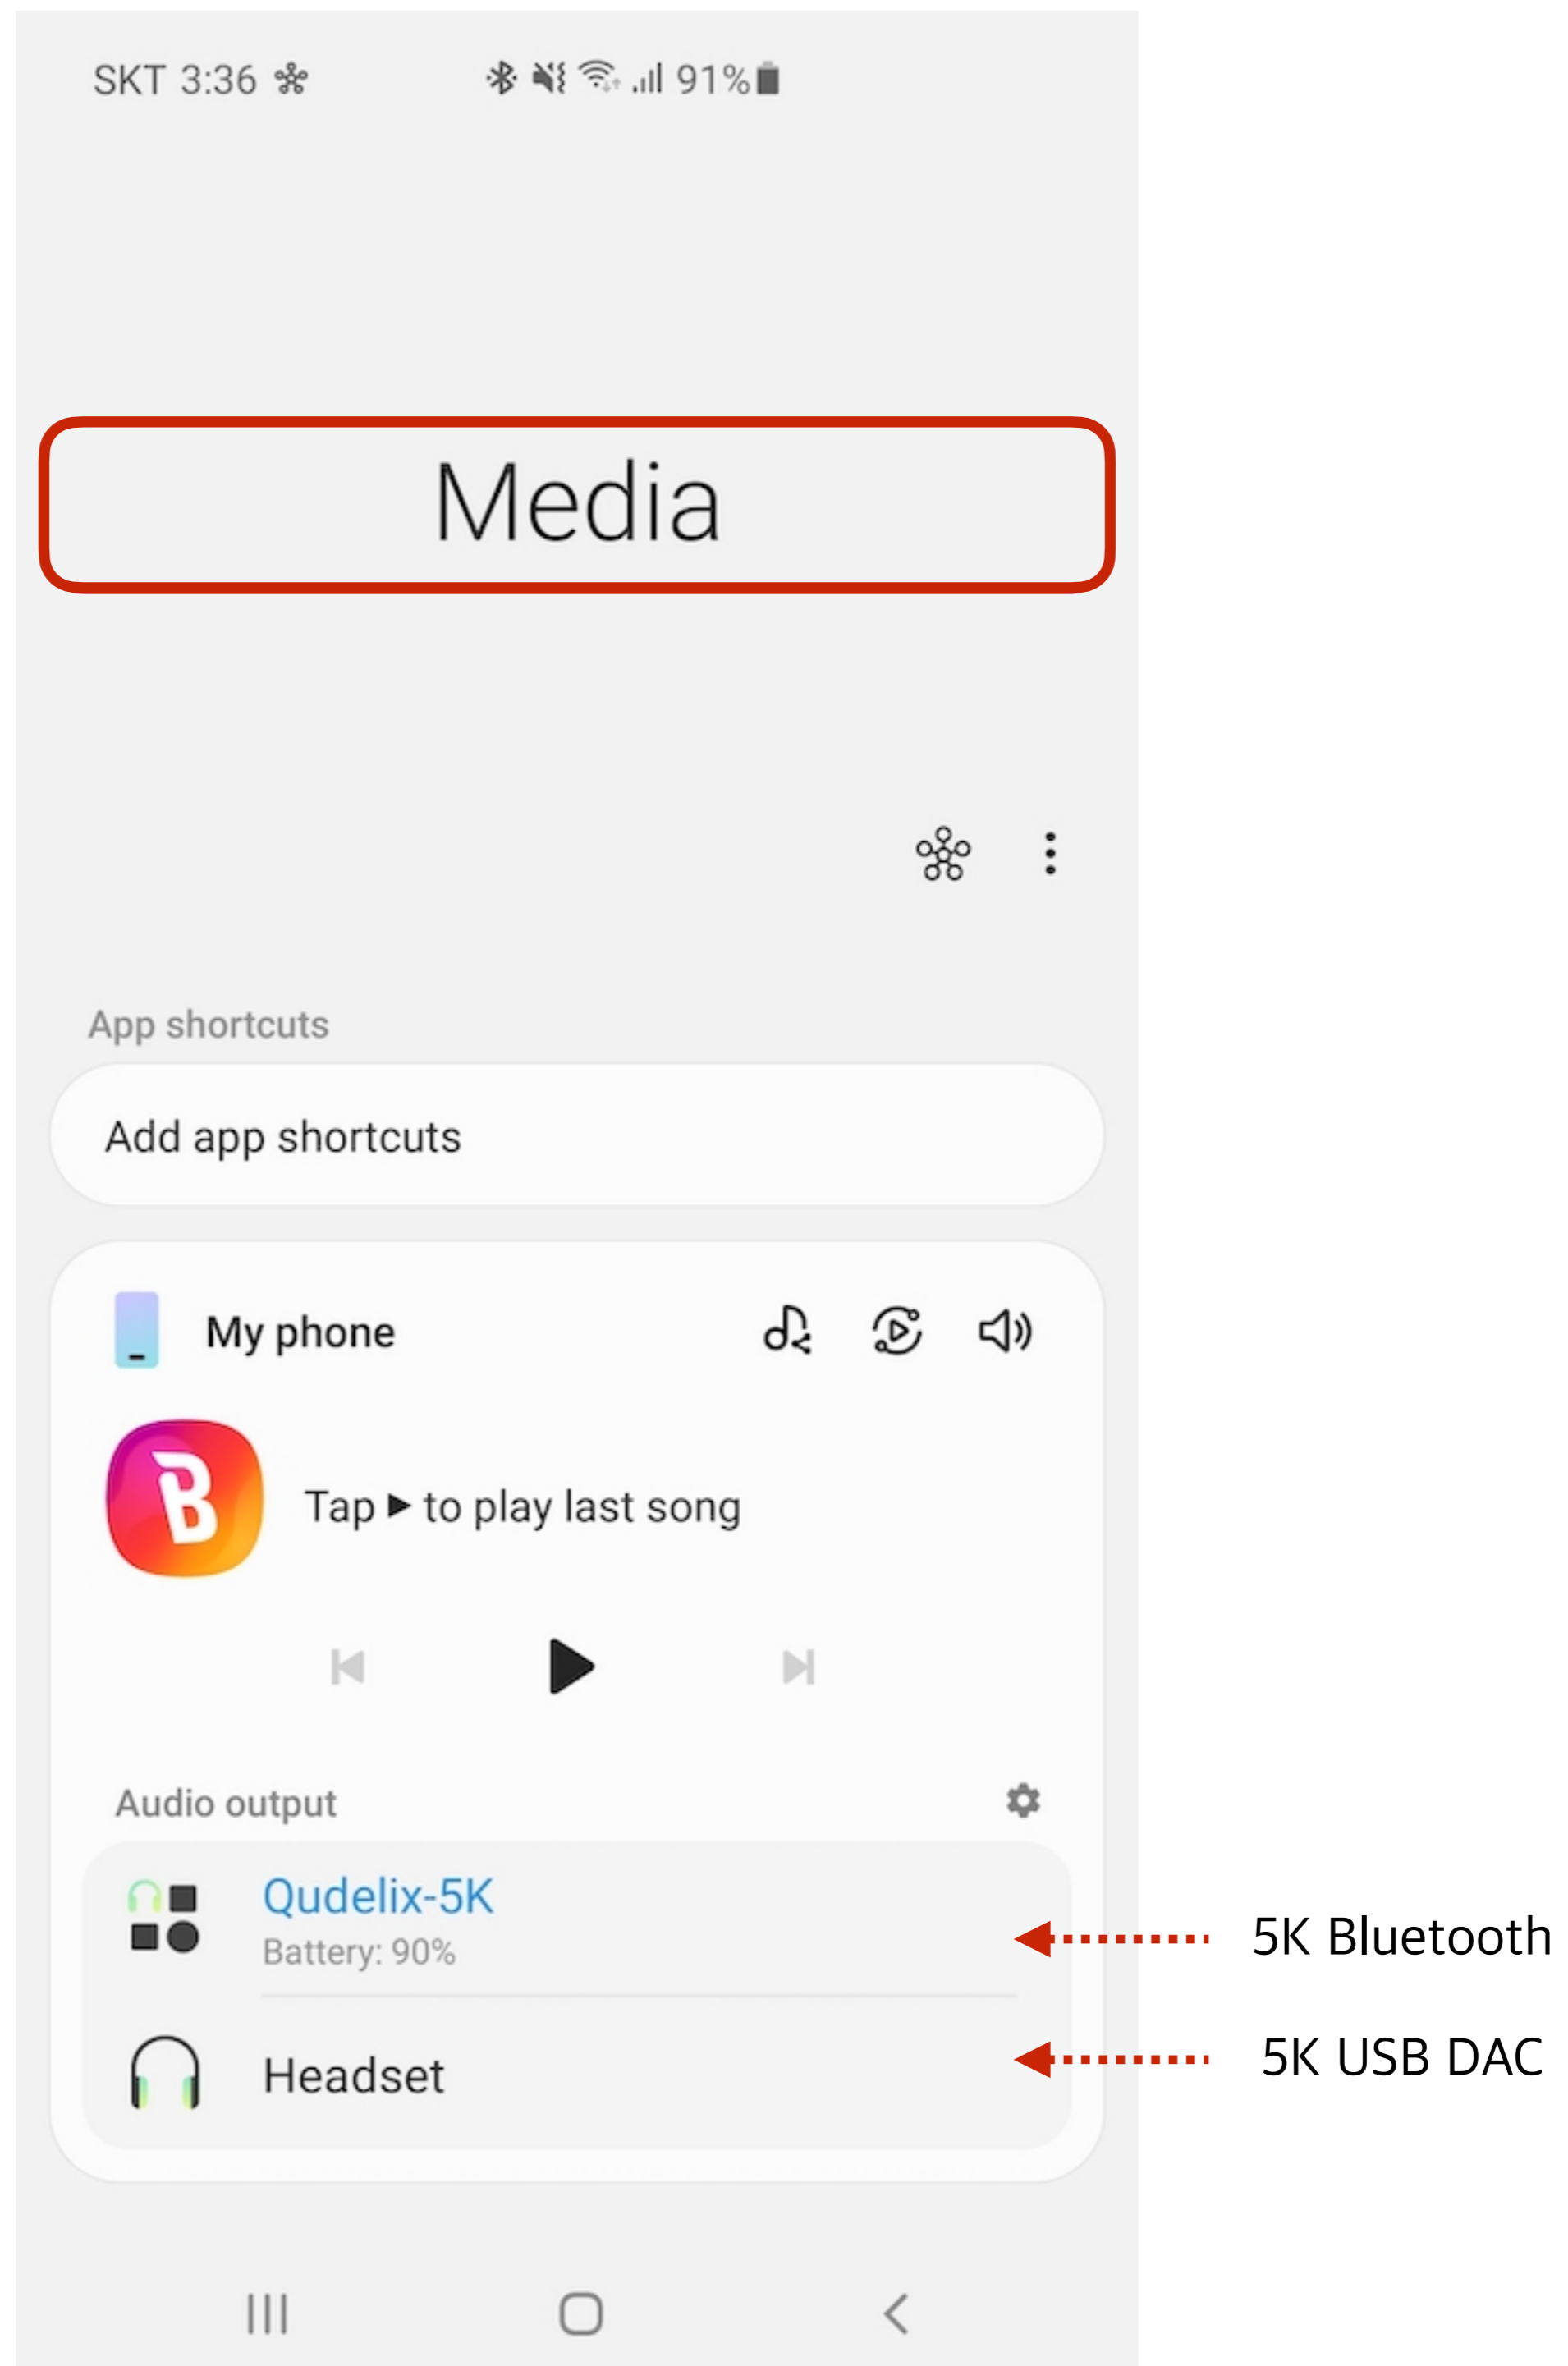 SKT 3:36 91%
Media
App shortcuts
Add app shortcuts
My phone
B
Tap ▶ to play last song
Audio output
Qudelix-5K
Battery: 90%
5K Bluetooth
Headset
5K USB DAC